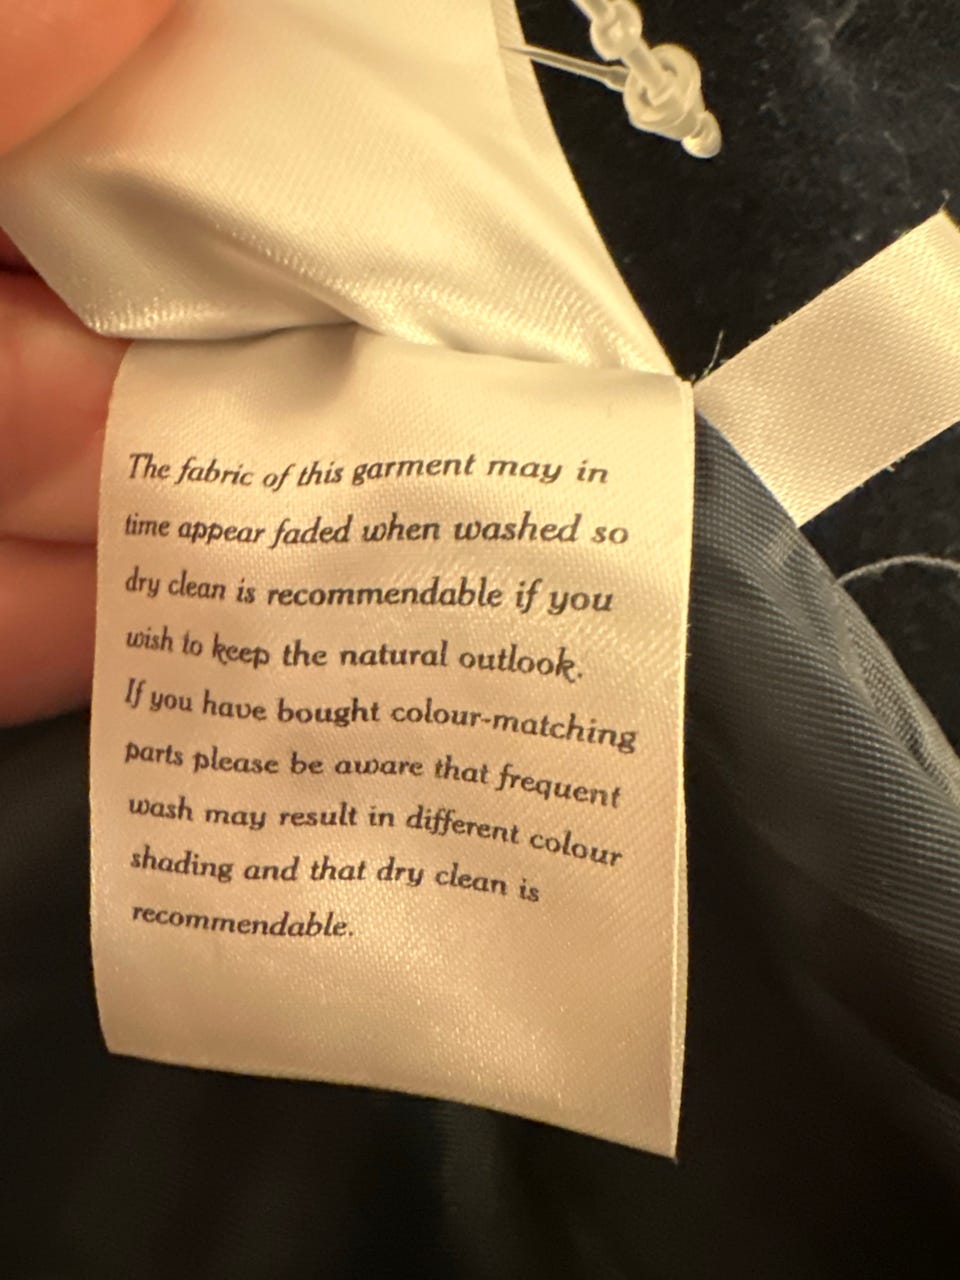 The fabric of this garment may in
time appear faded when washed so
dry clean is recommendable if you
wish to keep the natural outlook.
If you have bought colour-matching
parts please be aware that frequent
wash may result in different colour
shading and that dry clean is
recommendable.